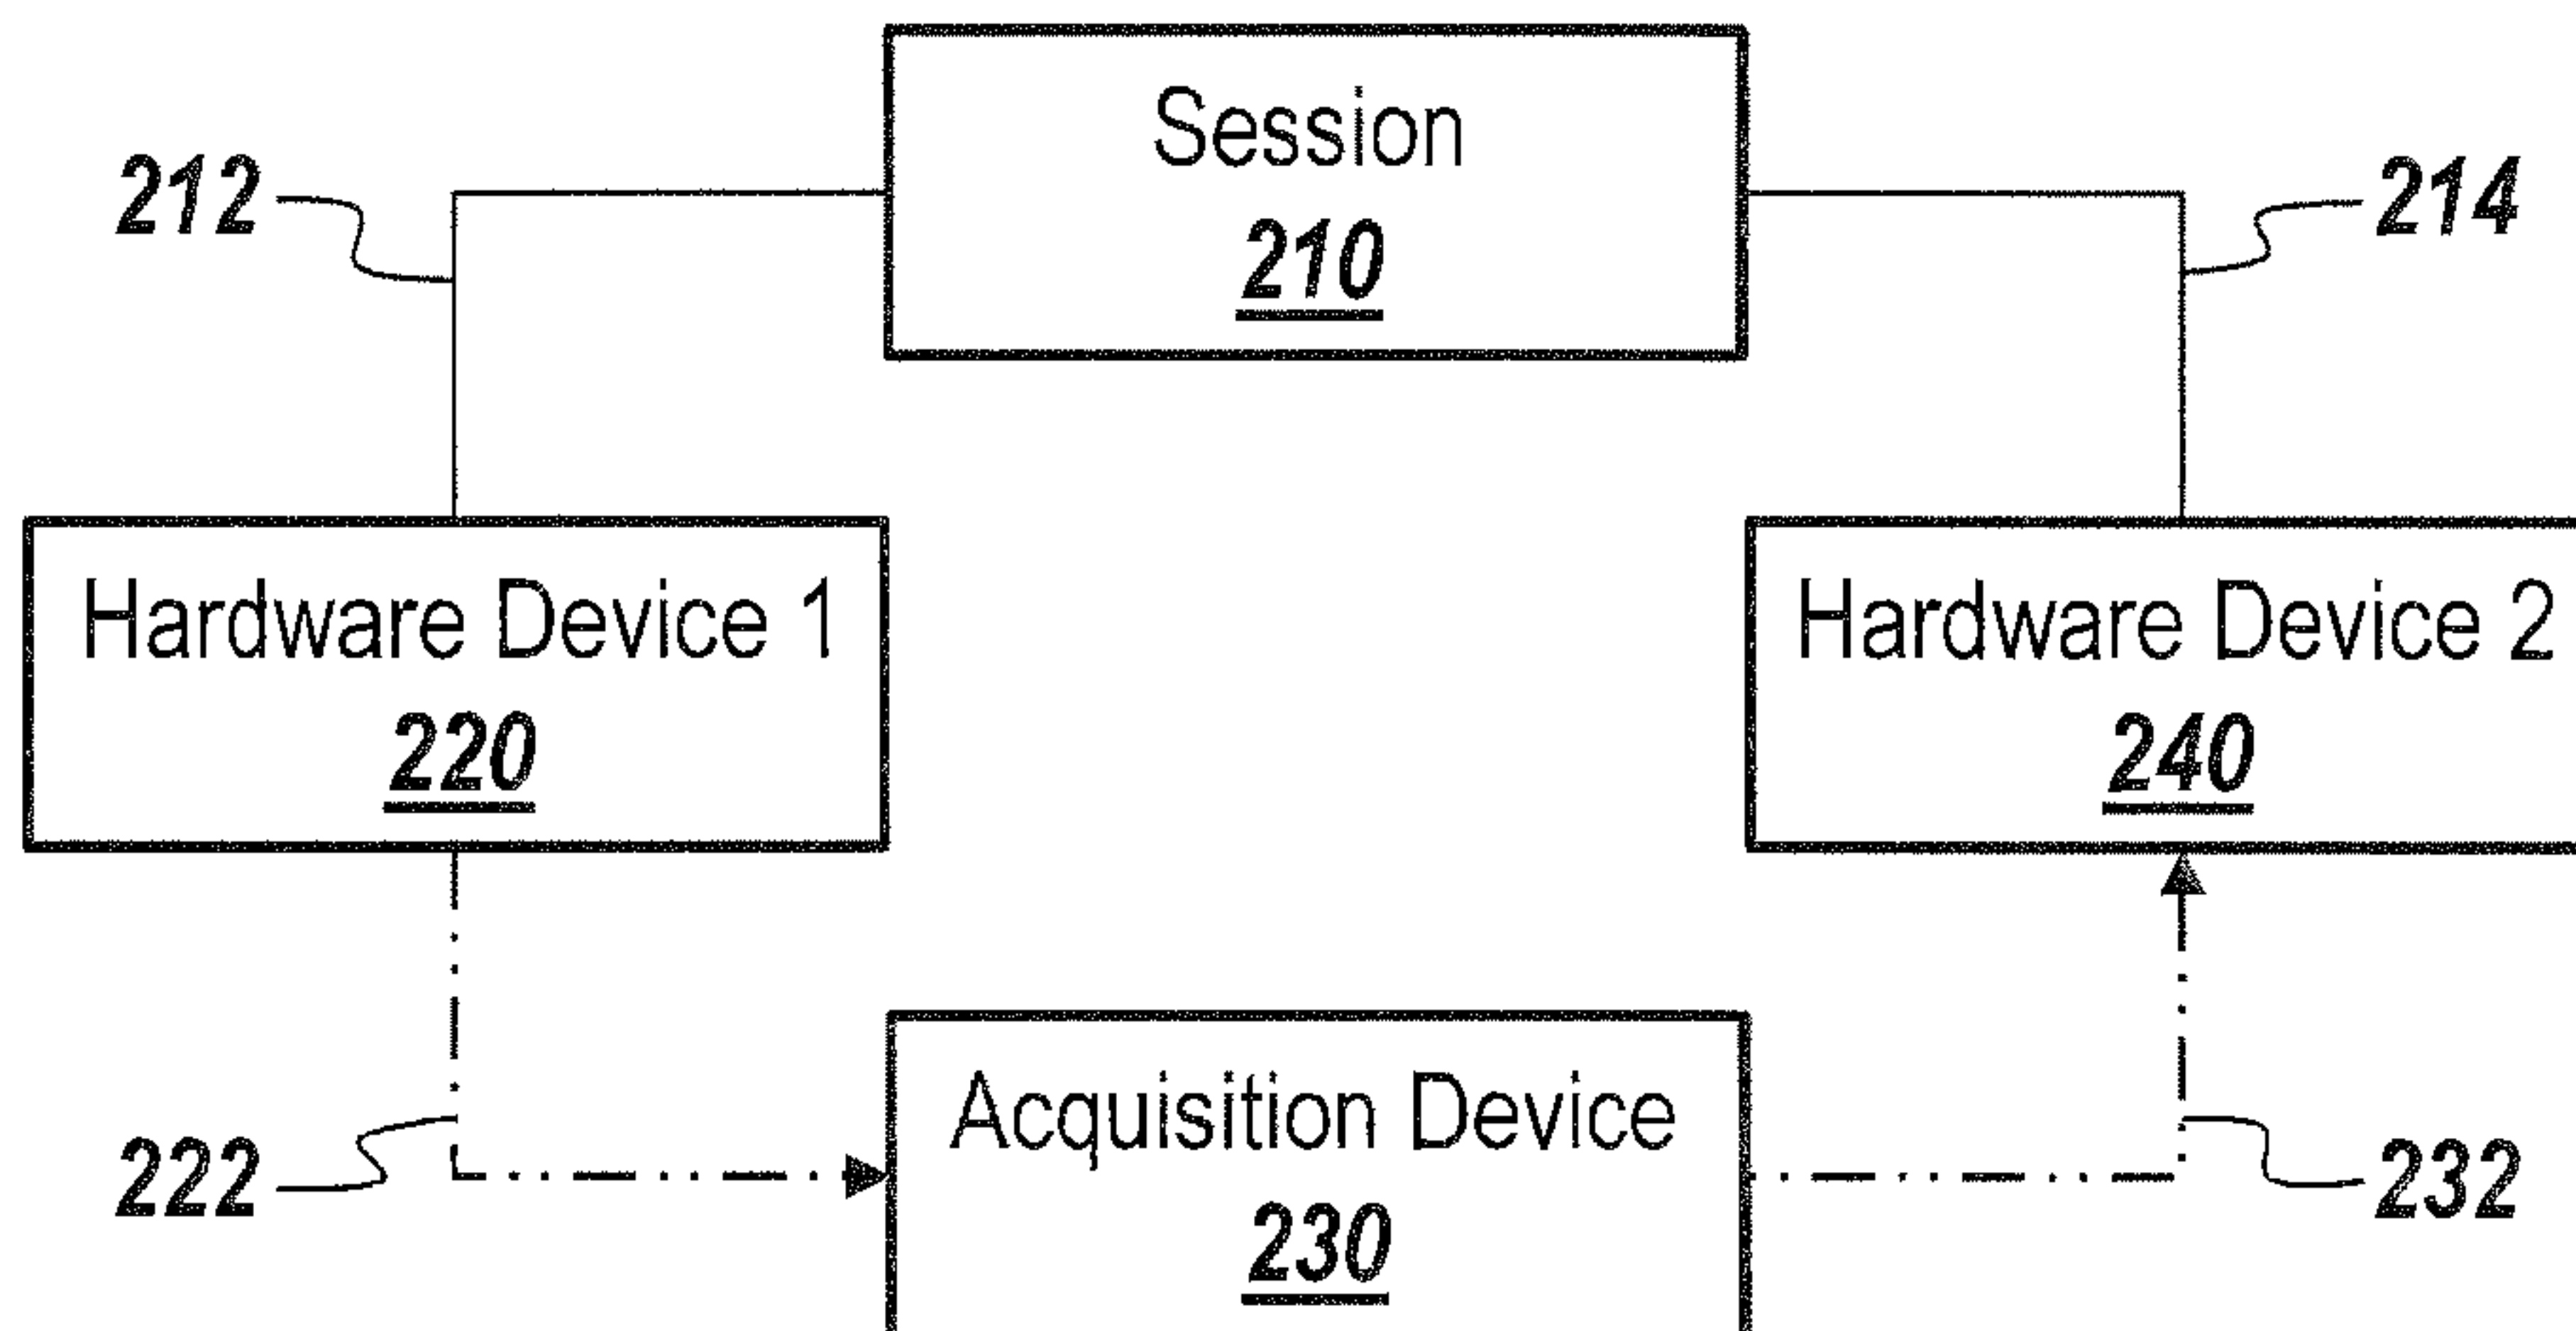 Session
210
212
214
Hardware Device 1
220
Hardware Device 2
240
Acquisition Device
230
222
232